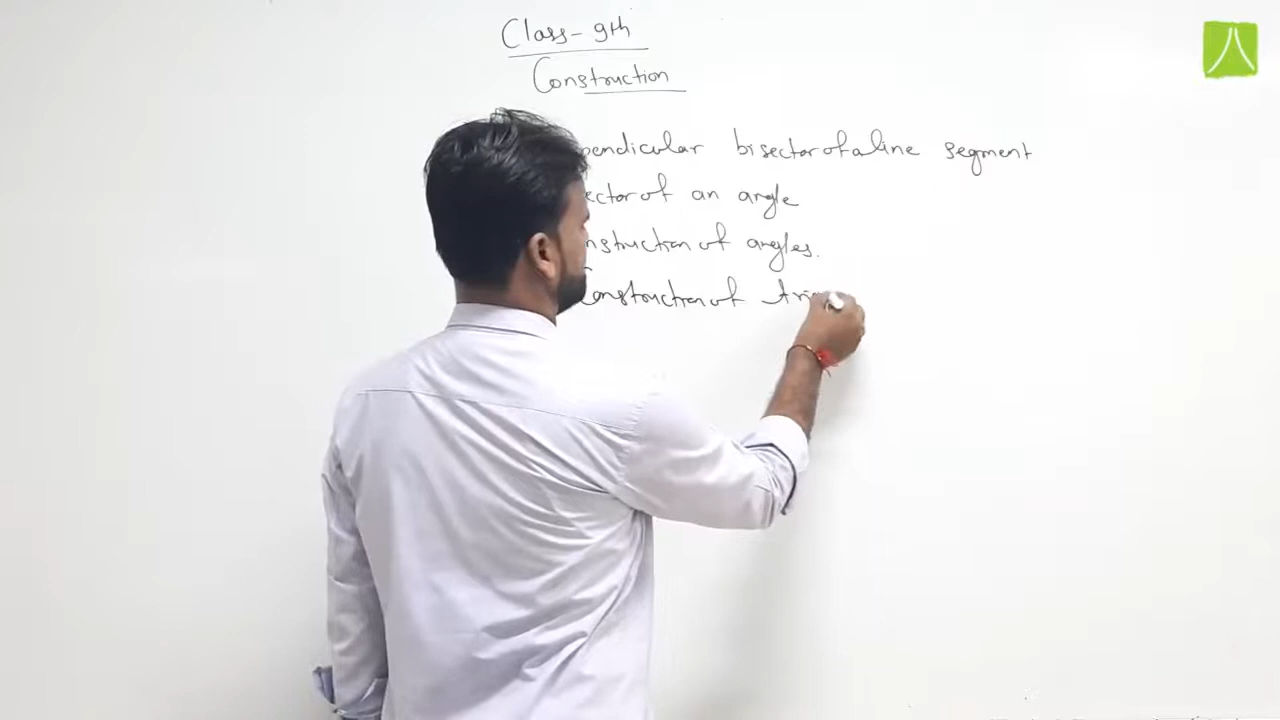 Class - 9th
Construction
pendicular bisector of a line segment
ector of an angle
nstruction of angles.
Construction of tri